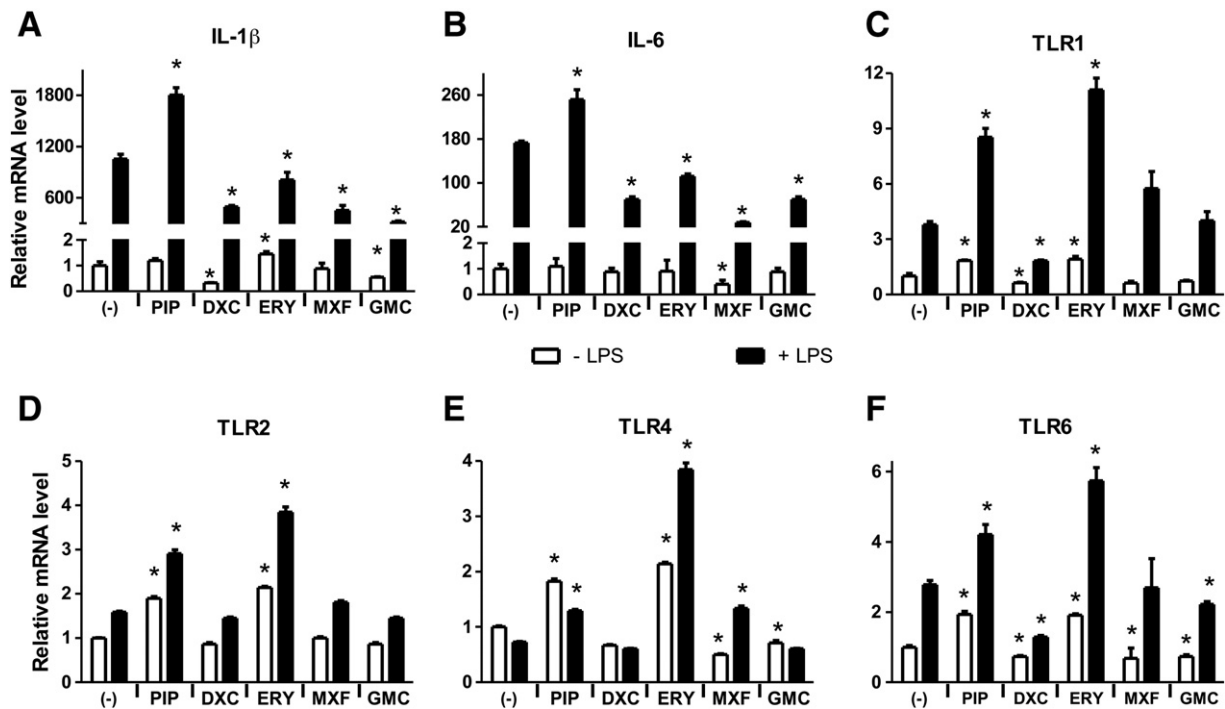 A
IL-1β
Relative mRNA level
1800
1200
600
2
1
0
* * * * * * *
(-) PIP DXC ERY MXF GMC
B
IL-6
260
180
100
20
2
1
0
* * * * * *
(-) PIP DXC ERY MXF GMC
C
TLR1
12
9
6
3
0
* * * * * *
(-) PIP DXC ERY MXF GMC
- LPS + LPS
D
TLR2
Relative mRNA level
5
4
3
2
1
0
* * * *
(-) PIP DXC ERY MXF GMC
E
TLR4
4
3
2
1
0
* * * * * * *
(-) PIP DXC ERY MXF GMC
F
TLR6
6
4
2
0
* * * * * * * * *
(-) PIP DXC ERY MXF GMC